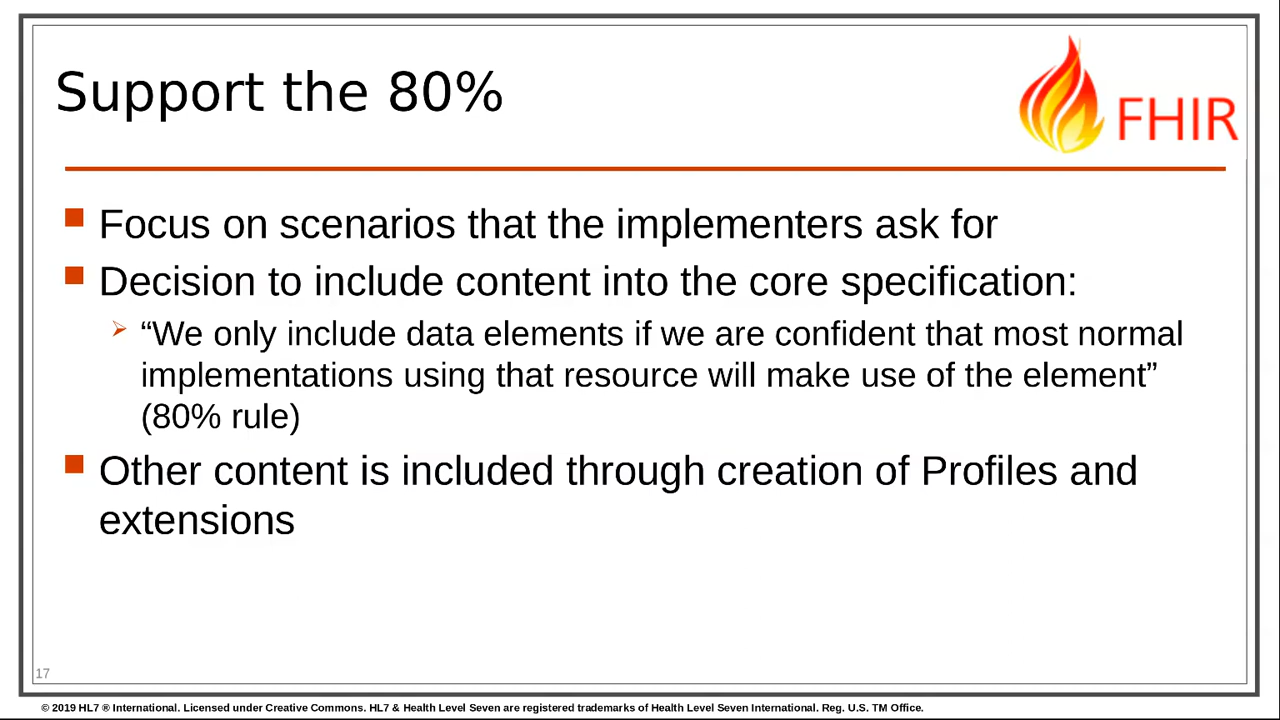 Support the 80%
FHIR
Focus on scenarios that the implementers ask for
Decision to include content into the core specification:
“We only include data elements if we are confident that most normal
implementations using that resource will make use of the element”
(80% rule)
Other content is included through creation of Profiles and
extensions
17
© 2019 HL7 ® International. Licensed under Creative Commons. HL7 & Health Level Seven are registered trademarks of Health Level Seven International. Reg. U.S. TM Office.